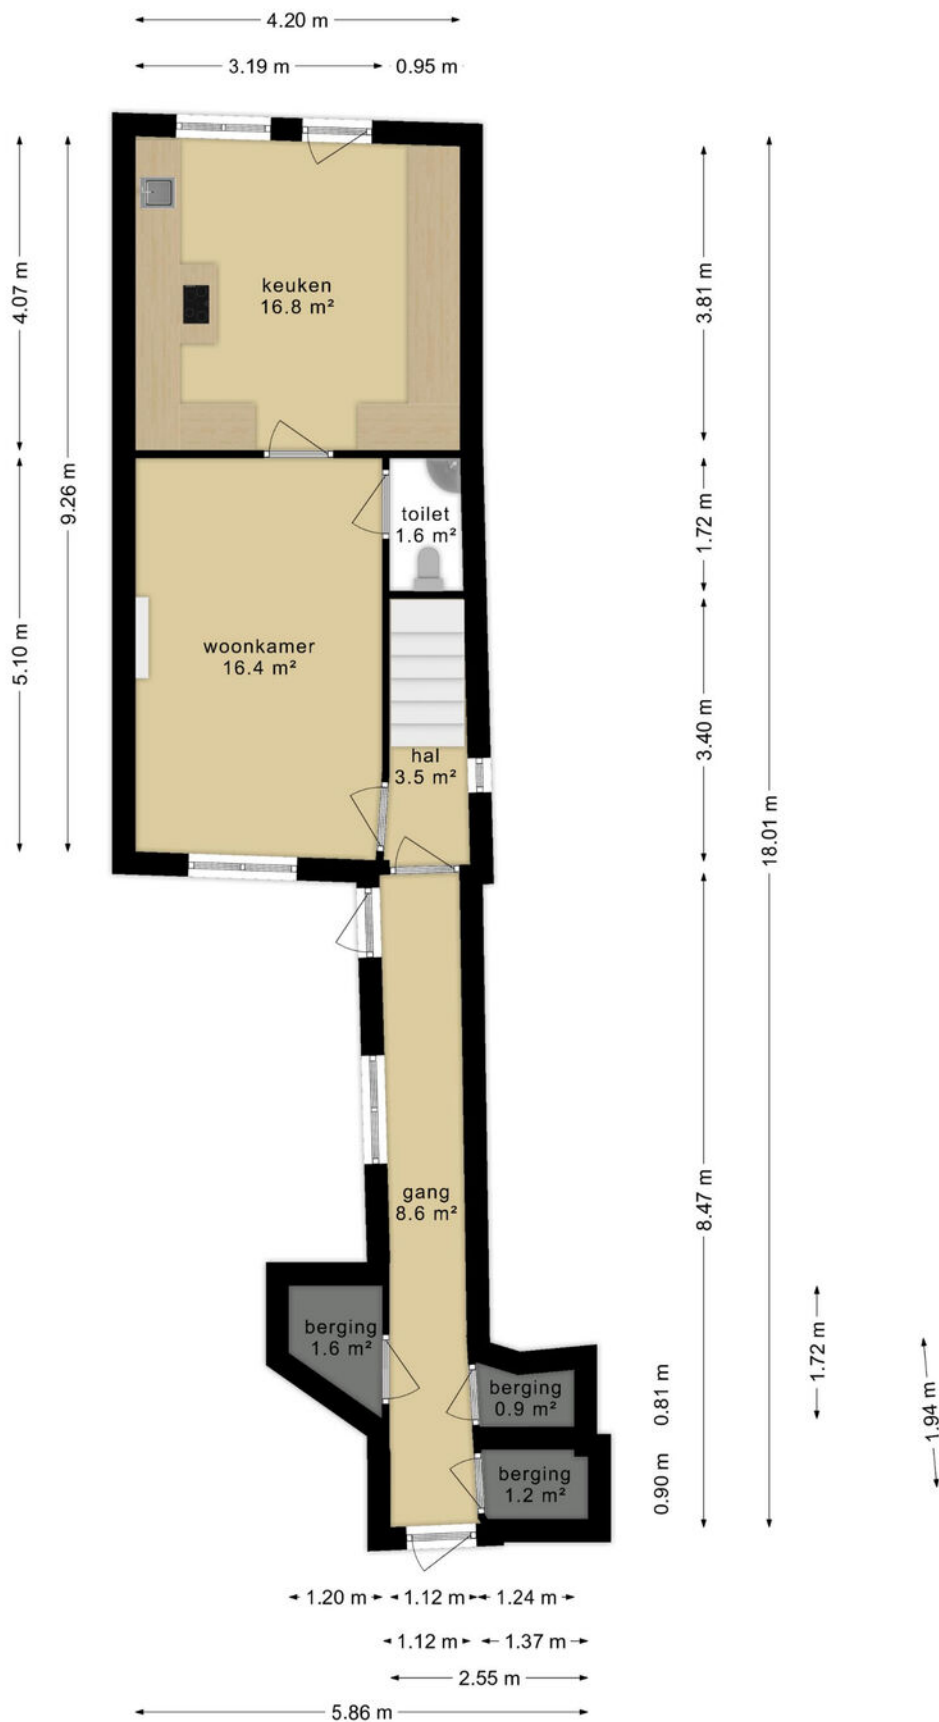 4.20 m
3.19 m
0.95 m
4.07 m
9.26 m
5.10 m
keuken
16.8 m²
toilet
1.6 m²
woonkamer
16.4 m²
hal
3.5 m²
3.81 m
1.72 m
3.40 m
18.01 m
8.47 m
gang
8.6 m²
berging
1.6 m²
berging
0.9 m²
berging
1.2 m²
0.81 m
0.90 m
1.72 m
1.94 m
1.20 m
1.12 m
1.24 m
1.12 m
1.37 m
2.55 m
5.86 m